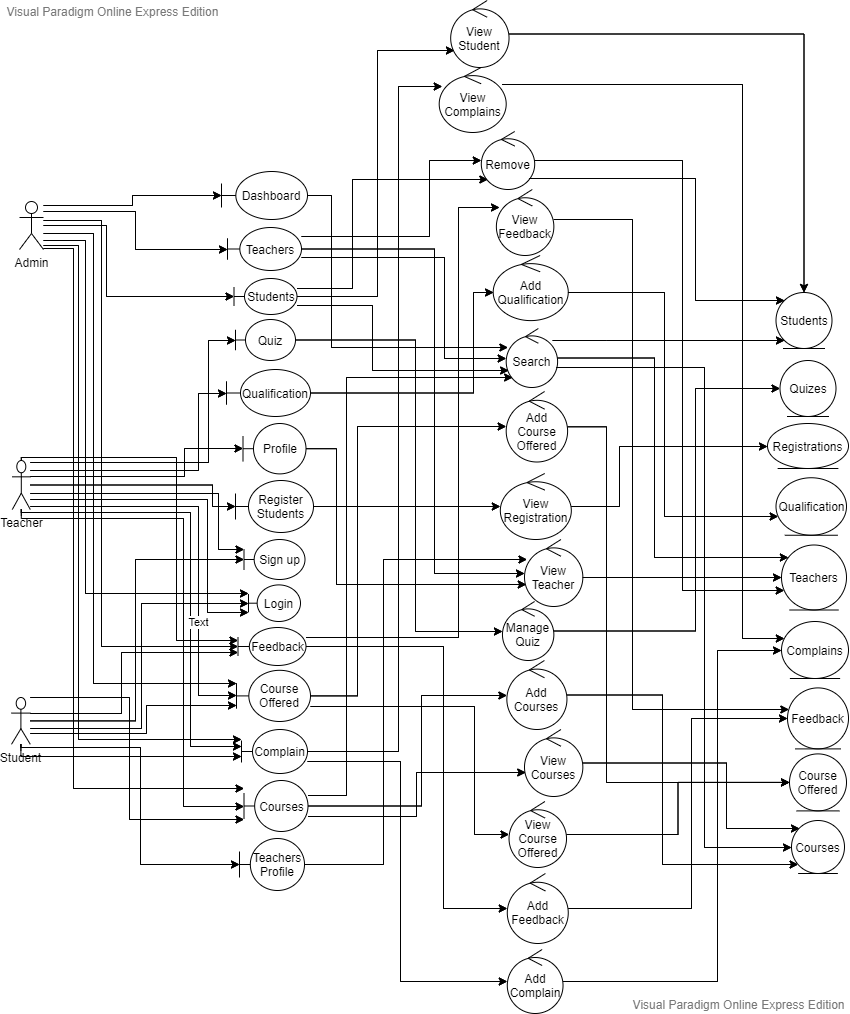 Visual Paradigm Online Express Edition
View
Student
View
Complains
Remove
Dashboard
Admin
View
Feedback
Teachers
Add
Qualification
Students
Students
Quiz
Search
Quizes
Qualification
Add
Course
Offered
Profile
Registrations
Teacher
Register
Students
View
Registration
Qualification
Sign up
View
Teacher
Teachers
Login
Text
Manage
Quiz
Feedback
Complains
Course
Offered
Add
Courses
Feedback
Student
Complain
View
Courses
Course
Offered
Courses
View
Course
Offered
Courses
Teachers
Profile
Add
Feedback
Add
Complain
Visual Paradigm Online Express Edition